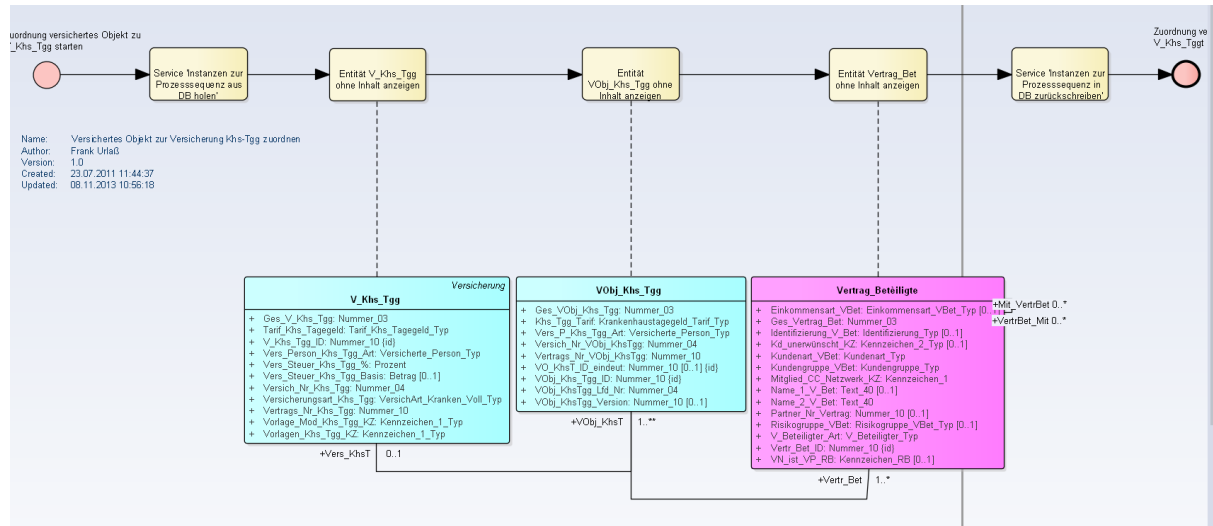 uordnung versichertes Objekt zu
V_Khs_Tgg starten
Zuordnung ve
V_Khs_Tggt
Service 'Instanzen zur
Prozesssequenz aus
DB holen'
Entität V_Khs_Tgg
ohne Inhalt anzeigen
Entität
VObj_Khs_Tgg ohne
Inhalt anzeigen
Entität Vertrag_Bet
ohne Inhalt anzeigen
Service 'Instanzen zur
Prozesssequenz in
DB zurückschreiben'
Name: Versichertes Objekt zur Versicherung Khs-Tgg zuordnen
Author: Frank Urlaß
Version: 1.0
Created: 23.07.2011 11:44:37
Updated: 08.11.2013 10:56:18
Versicherung
V_Khs_Tgg
+ Ges_V_Khs_Tgg: Nummer_03
+ Tarif_Khs_Tagegeld: Tarif_Khs_Tagegeld_Typ
+ V_Khs_Tgg_ID: Nummer_10 {id}
+ Vers_Person_Khs_Tgg_Art: Versicherte_Person_Typ
+ Vers_Steuer_Khs_Tgg_%: Prozent
+ Vers_Steuer_Khs_Tgg_Basis: Betrag [0..1]
+ Versich_Nr_Khs_Tgg: Nummer_04
+ Versicherungsart_Khs_Tgg: VersichArt_Kranken_Voll_Typ
+ Vertrags_Nr_Khs_Tgg: Nummer_10
+ Vorlage_Mod_Khs_Tgg_KZ: Kennzeichen_1_Typ
+ Vorlagen_Khs_Tgg_KZ: Kennzeichen_1_Typ
+Vers_KhsT 0..1
VObj_Khs_Tgg
+ Ges_VObj_Khs_Tgg: Nummer_03
+ Khs_Tgg_Tarif: Krankenhaustagegeld_Tarif_Typ
+ Vers_P_Khs_Tgg_Art: Versicherte_Person_Typ
+ Versich_Nr_VObj_KhsTgg: Nummer_04
+ Vertrags_Nr_VObj_KhsTgg: Nummer_10
+ VO_KhsT_ID_eindeut: Nummer_10 [0..1] {id}
+ VObj_Khs_Tgg_ID: Nummer_10 {id}
+ VObj_KhsTgg_Lfd_Nr: Nummer_04
+ VObj_KhsTgg_Version: Nummer_10 [0..1]
+VObj_KhsT 1..**
Vertrag_Beteiligte
+ Einkommensart_VBet: Einkommensart_VBet_Typ [0..
+ Ges_Vertrag_Bet: Nummer_03
+ Identifizierung_V_Bet: Identifizierung_Typ [0..1]
+ Kd_unerwünscht_KZ: Kennzeichen_2_Typ [0..1]
+ Kundenart_VBet: Kundenart_Typ
+ Kundengruppe_VBet: Kundengruppe_Typ
+ Mitglied_CC_Netzwerk_KZ: Kennzeichen_1
+ Name_1_V_Bet: Text_40 [0..1]
+ Name_2_V_Bet: Text_40
+ Partner_Nr_Vertrag: Nummer_10 [0..1]
+ Risikogruppe_VBet: Risikogruppe_VBet_Typ [0..1]
+ V_Beteiligter_Art: V_Beteiligter_Typ
+ Vertr_Bet_ID: Nummer_10 {id}
+ VN_ist_VP_RB: Kennzeichen_RB [0..1]
+Mit_VertrBet 0..*
+VertrBet_Mit 0..*
+Vertr_Bet 1..*